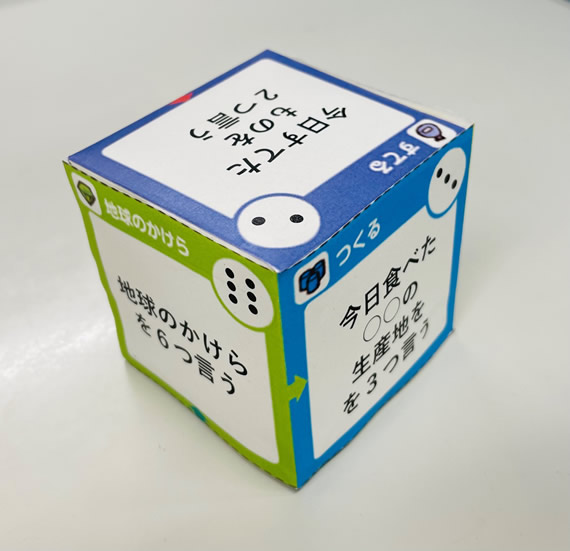 すてる
今日すてた
ものを
2つ言う
地球のかけら
地球のかけら
を6つ言う
つくる
今日食べた
○○の
生産地を
を3つ言う